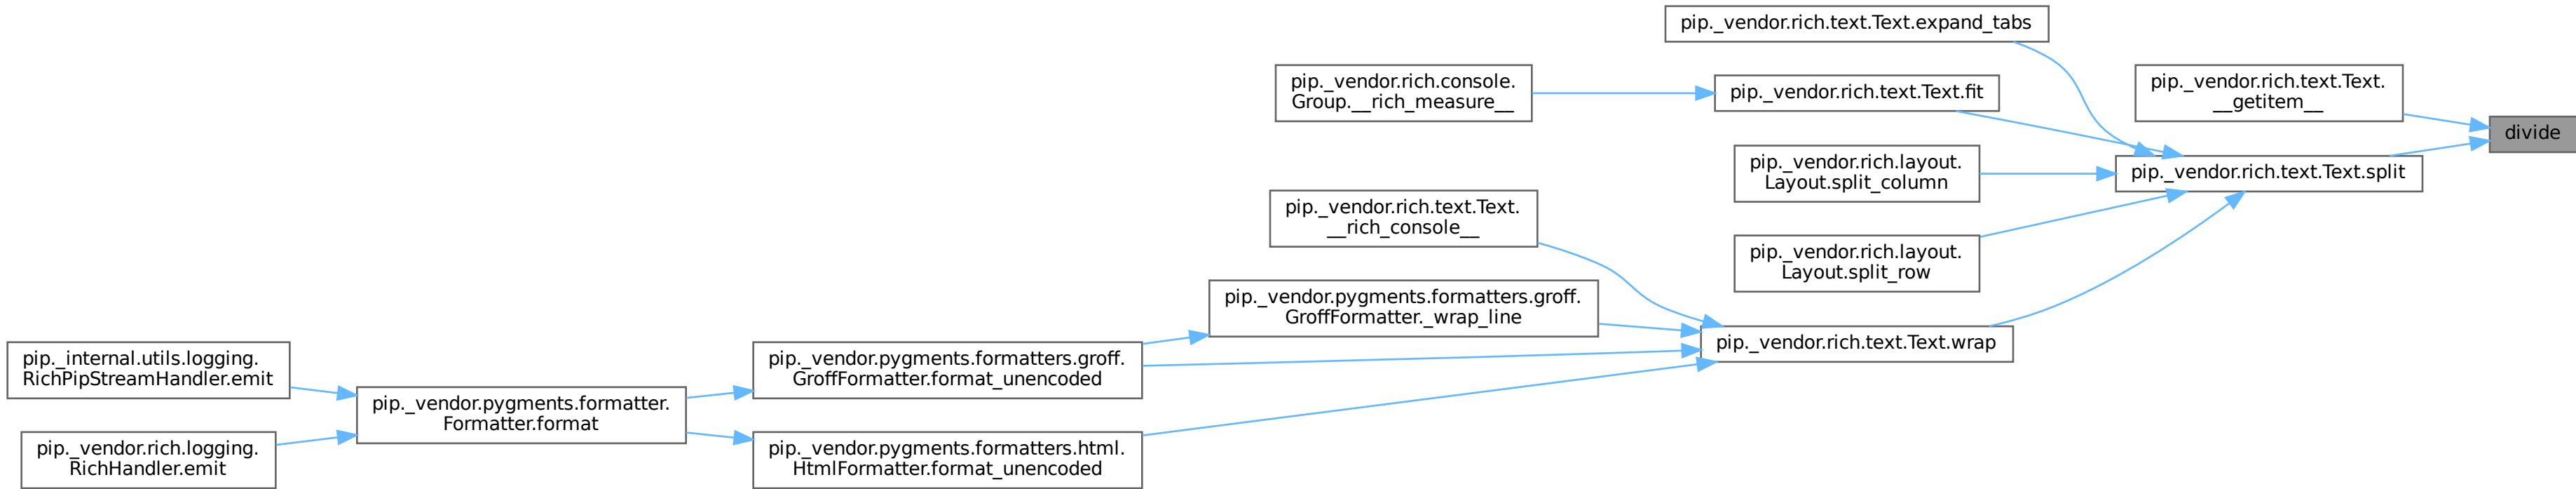 pip._vendor.rich.text.Text.expand_tabs
pip._vendor.rich.console.
Group.__rich_measure__
pip._vendor.rich.text.Text.fit
pip._vendor.rich.text.Text.
__getitem__
divide
pip._vendor.rich.layout.
Layout.split_column
pip._vendor.rich.text.Text.split
pip._vendor.rich.text.Text.
__rich_console__
pip._vendor.rich.layout.
Layout.split_row
pip._vendor.pygments.formatters.groff.
GroffFormatter._wrap_line
pip._vendor.rich.text.Text.wrap
pip._internal.utils.logging.
RichPipStreamHandler.emit
pip._vendor.pygments.formatters.groff.
GroffFormatter.format_unencoded
pip._vendor.pygments.formatter.
Formatter.format
pip._vendor.rich.logging.
RichHandler.emit
pip._vendor.pygments.formatters.html.
HtmlFormatter.format_unencoded